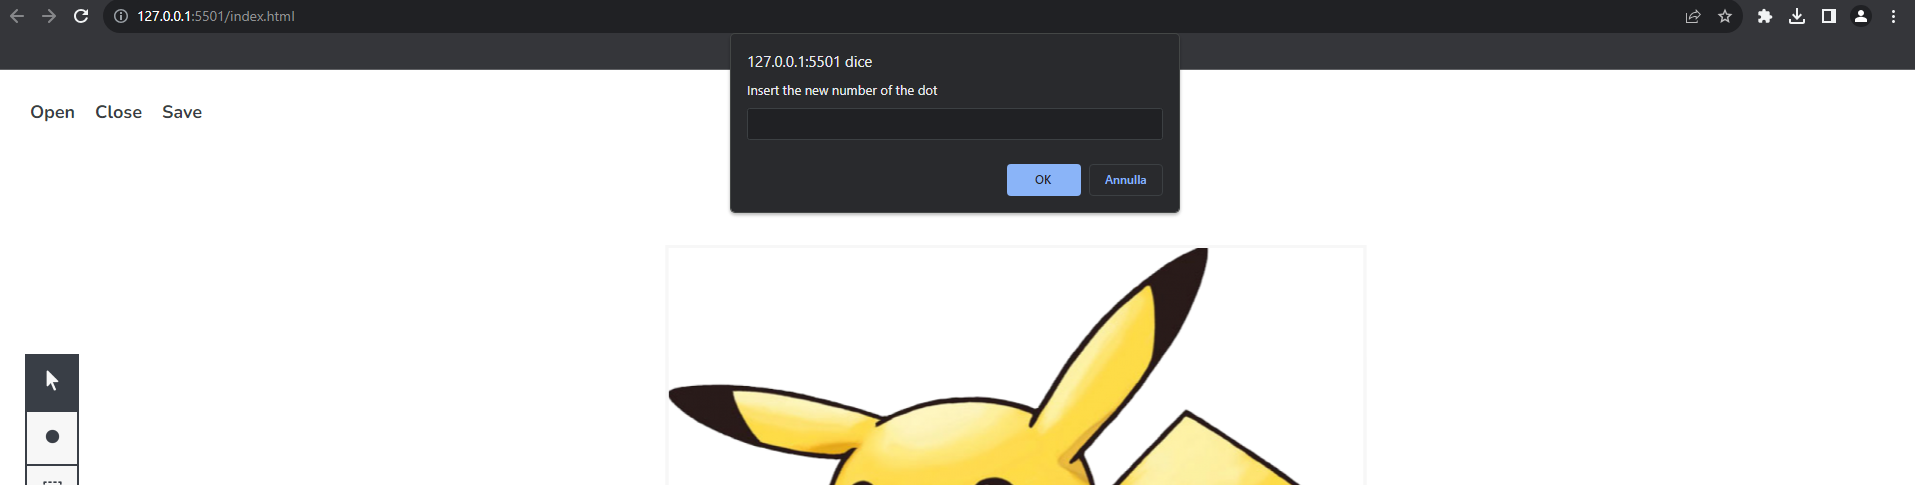 127.0.0.1:5501/index.html
127.0.0.1:5501 dice
Insert the new number of the dot
OK Annulla
Open Close Save